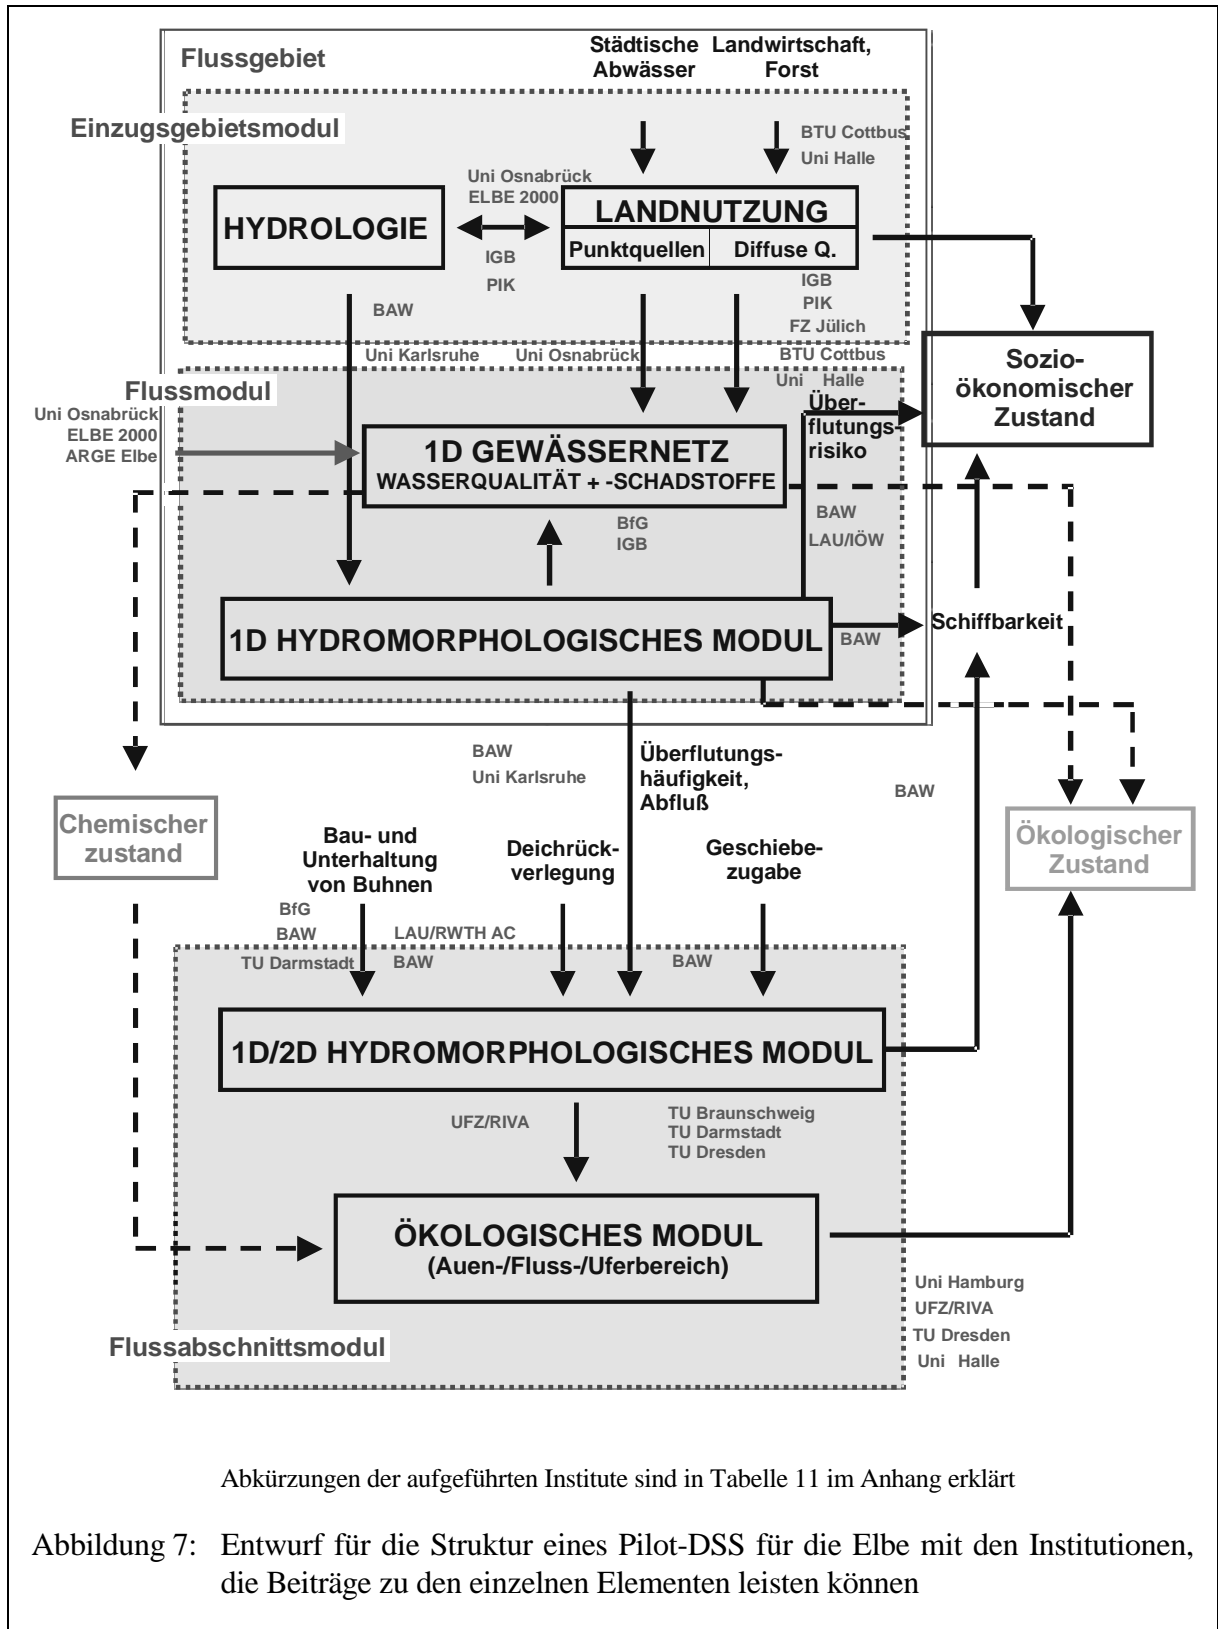 Flussgebiet
Städtische
Abwässer
Landwirtschaft,
Forst
Einzugsgebietsmodul
BTU Cottbus
Uni Halle
Uni Osnabrück
ELBE 2000
HYDROLOGIE
LANDNUTZUNG
Punktquellen
Diffuse Q.
IGB
PIK
IGB
PIK
FZ Jülich
BAW
Uni Karlsruhe
Uni Osnabrück
BTU Cottbus
Uni Halle
Sozio-
ökonomischer
Zustand
Flussmodul
Über-
flutungs-
risiko
Uni Osnabrück
ELBE 2000
ARGE Elbe
1D GEWÄSSERNETZ
WASSERQUALITÄT + -SCHADSTOFFE
BfG
IGB
BAW
LAU/IÖW
1D HYDROMORPHOLOGISCHES MODUL
BAW
Schiffbarkeit
BAW
Uni Karlsruhe
Überflutungs-
häufigkeit,
Abfluß
BAW
Chemischer
zustand
Ökologischer
Zustand
Bau- und
Unterhaltung
von Buhnen
Deichrück-
verlegung
Geschiebe-
zugabe
BfG
BAW
TU Darmstadt
LAU/RWTH AC
BAW
BAW
1D/2D HYDROMORPHOLOGISCHES MODUL
UFZ/RIVA
TU Braunschweig
TU Darmstadt
TU Dresden
ÖKOLOGISCHES MODUL
(Auen-/Fluss-/Uferbereich)
Uni Hamburg
UFZ/RIVA
TU Dresden
Uni Halle
Flussabschnittsmodul
Abkürzungen der aufgeführten Institute sind in Tabelle 11 im Anhang erklärt
Abbildung 7: Entwurf für die Struktur eines Pilot-DSS für die Elbe mit den Institutionen,
die Beiträge zu den einzelnen Elementen leisten können